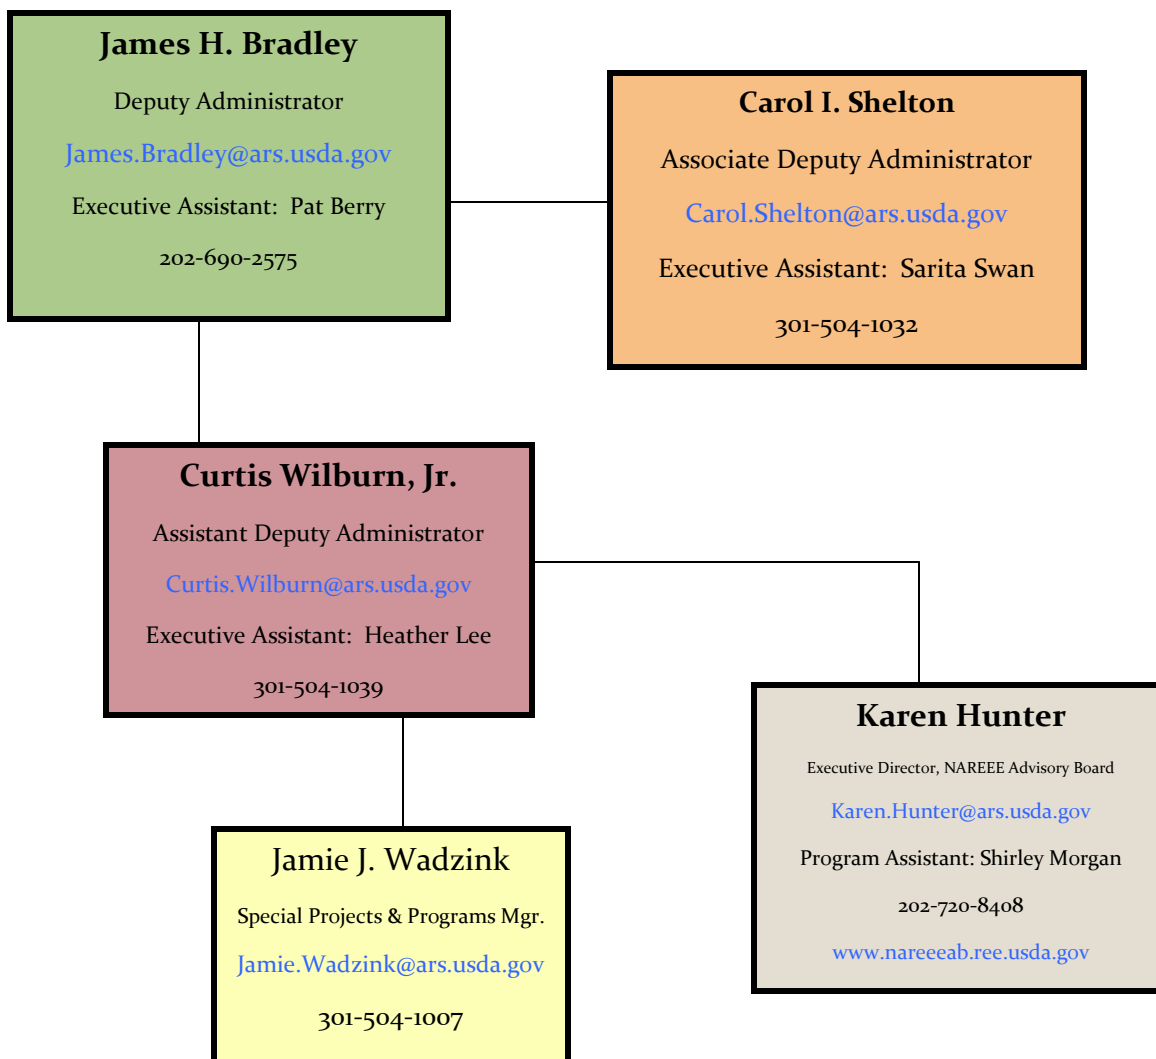 James H. Bradley
Deputy Administrator
James.Bradley@ars.usda.gov
Executive Assistant:  Pat Berry
202-690-2575
Carol I. Shelton
Associate Deputy Administrator
Carol.Shelton@ars.usda.gov
Executive Assistant:  Sarita Swan
301-504-1032
Curtis Wilburn, Jr.
Assistant Deputy Administrator
Curtis.Wilburn@ars.usda.gov
Executive Assistant:  Heather Lee
301-504-1039
Karen Hunter
Executive Director, NAREEE Advisory Board
Karen.Hunter@ars.usda.gov
Program Assistant: Shirley Morgan
202-720-8408
www.nareeeab.ree.usda.gov
Jamie J. Wadzink
Special Projects & Programs Mgr.
Jamie.Wadzink@ars.usda.gov
301-504-1007